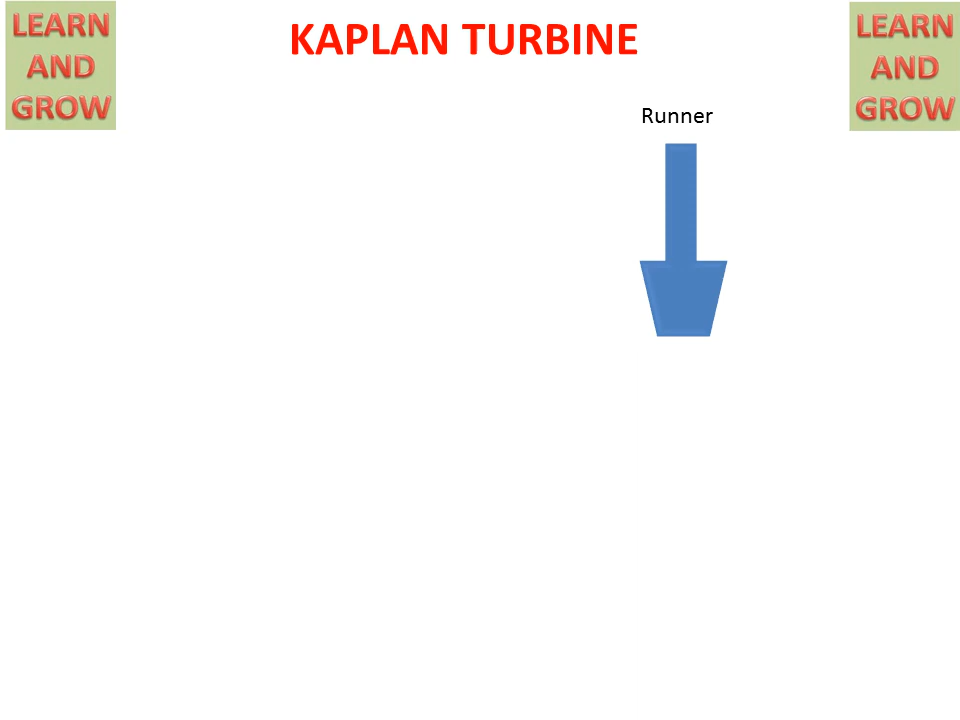 LEARN
AND
GROW
KAPLAN TURBINE
LEARN
AND
GROW
Runner